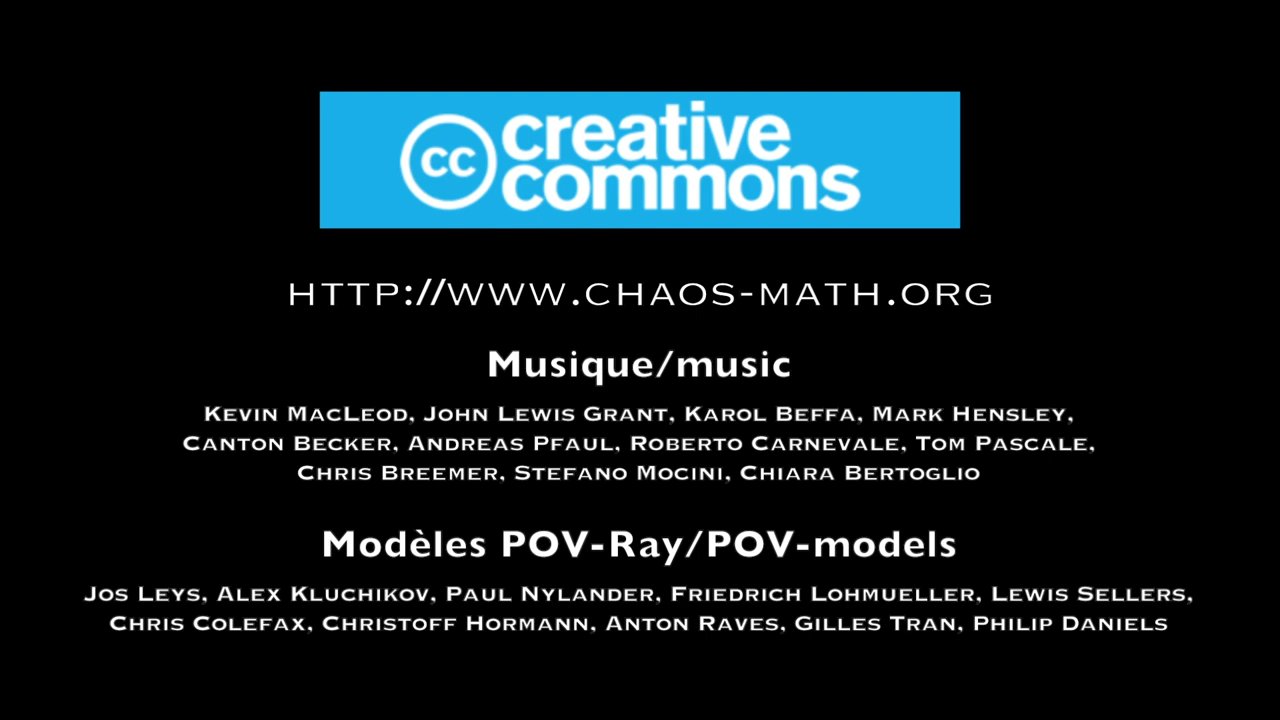 cc creative
commons
HTTP://WWW.CHAOS-MATH.ORG
Musique/music
KEVIN MACLEOD, JOHN LEWIS GRANT, KAROL BEFFA, MARK HENSLEY,
CANTON BECKER, ANDREAS PFAUL, ROBERTO CARNEVALE, TOM PASCALE,
CHRIS BREEMER, STEFANO MOCINI, CHIARA BERTOGLIO
Modèles POV-Ray/POV-models
JOS LEYS, ALEX KLUCHIKOV, PAUL NYLANDER, FRIEDRICH LOHMUELLER, LEWIS SELLERS,
CHRIS COLEFAX, CHRISTOFF HORMANN, ANTON RAVES, GILLES TRAN, PHILIP DANIELS